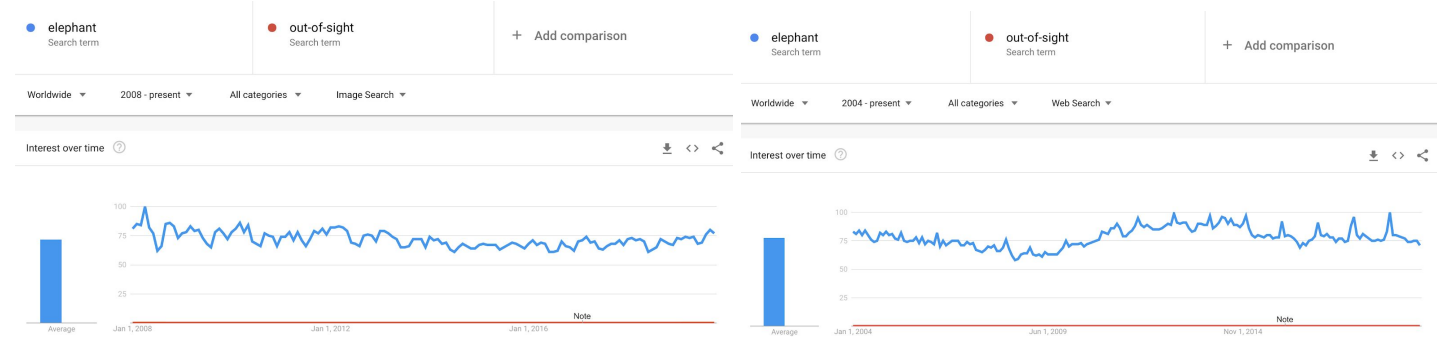 elephant
Search term
out-of-sight
Search term
+ Add comparison
Worldwide
2008 - present
All categories
Image Search
Interest over time
100
75
50
25
Average
Note
Jan 1, 2008
Jan 1, 2012
Jan 1, 2016
elephant
Search term
out-of-sight
Search term
+ Add comparison
Worldwide
2004 - present
All categories
Web Search
Interest over time
100
75
50
25
Average
Note
Jan 1, 2004
Jun 1, 2009
Nov 1, 2014